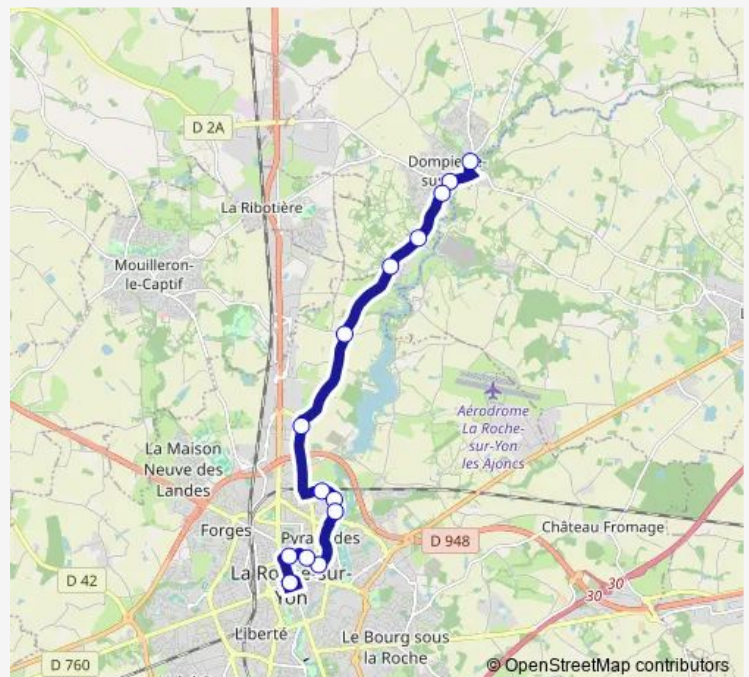 D 2A
Dompierre-
sur-
La Ribotière
Mouilleron-
le-Captif
Aérodrome
La Roche-
sur-Yon
les Ajoncs
La Maison
Neuve des
Landes
Forges
Pyramides
Château Fromage
D 948
La Roche-sur-
Yon
30
30
D 42
Liberté
Le Bourg sous
la Roche
D 760
© OpenStreetMap contributors